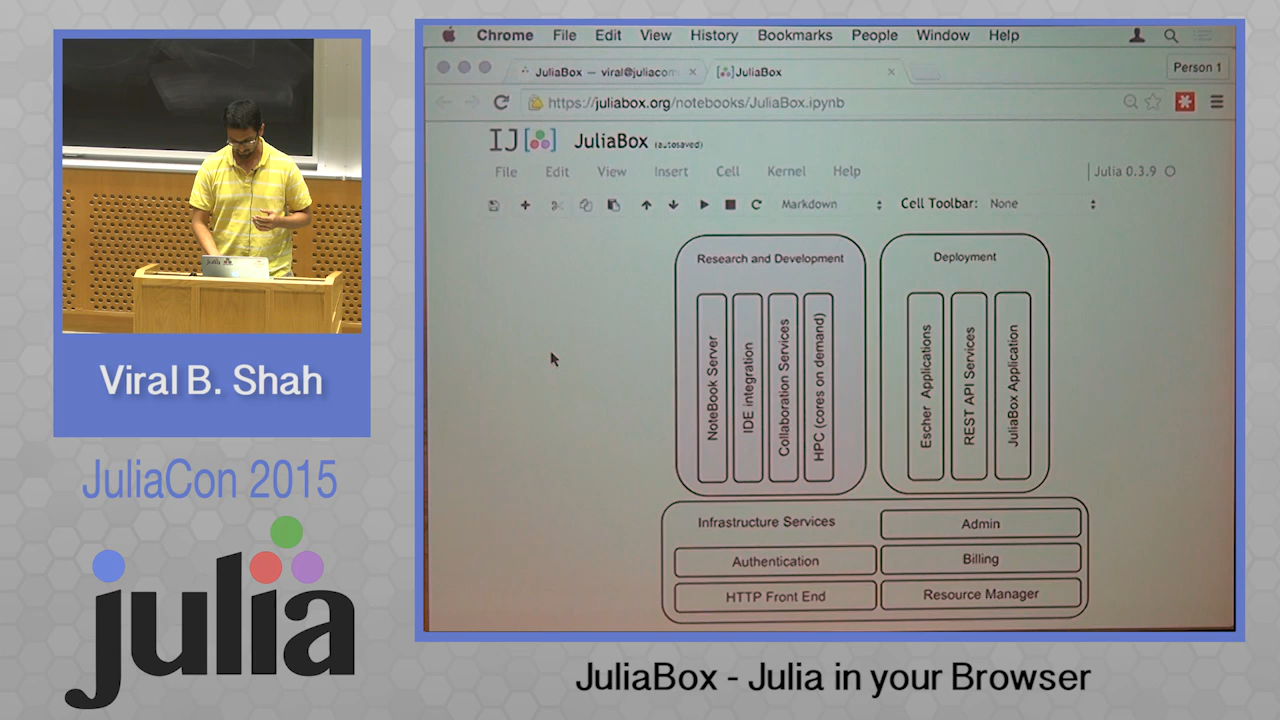 Viral B. Shah
JuliaCon 2015
julia
Chrome File Edit View History Bookmarks People Window Help
JuliaBox — viral@juliacom
JuliaBox
Person 1
https://juliabox.org/notebooks/JuliaBox.ipynb
IJ JuliaBox (autosaved)
File Edit View Insert Cell Kernel Help
Julia 0.3.9
Markdown
Cell Toolbar: None
Research and Development
NoteBook Server
IDE integration
Collaboration Services
HPC (cores on demand)
Deployment
Escher Applications
REST API Services
JuliaBox Application
Infrastructure Services
Admin
Authentication
Billing
HTTP Front End
Resource Manager
JuliaBox - Julia in your Browser